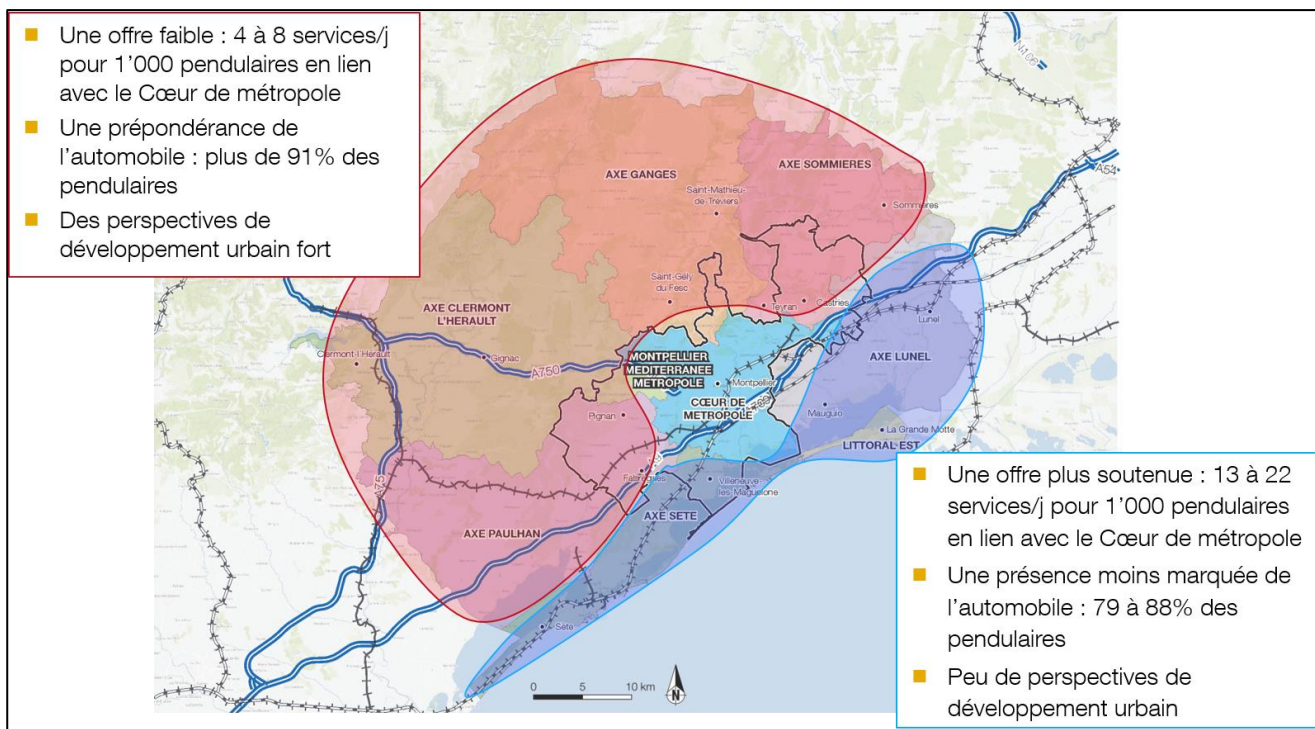 Une offre faible : 4 à 8 services/j
pour 1’000 pendulaires en lien
avec le Cœur de métropole
Une prépondérance de
l’automobile : plus de 91% des
pendulaires
Des perspectives de
développement urbain fort
N106
A54
AXE SOMMIERES
AXE GANGES
Saint-Mathieu-
de-Tréviers
Sommières
Saint-Gély
du Fesc
Teyran
Castries
Lunel
AXE CLERMONT
L'HERAULT
Clermont-l'Hérault
Gignac
A750
MONTPELLIER
MEDITERRANEE
METROPOLE
Montpellier
AXE LUNEL
CŒUR DE
METROPOLE
A709
Pignan
Mauguio
La Grande Motte
LITTORAL EST
Fabrègues
Villeneuve-
lès-Maguelone
A75
AXE SETE
AXE PAULHAN
Sète
0 5 10 km
N
Une offre plus soutenue : 13 à 22
services/j pour 1’000 pendulaires
en lien avec le Cœur de métropole
Une présence moins marquée de
l’automobile : 79 à 88% des
pendulaires
Peu de perspectives de
développement urbain